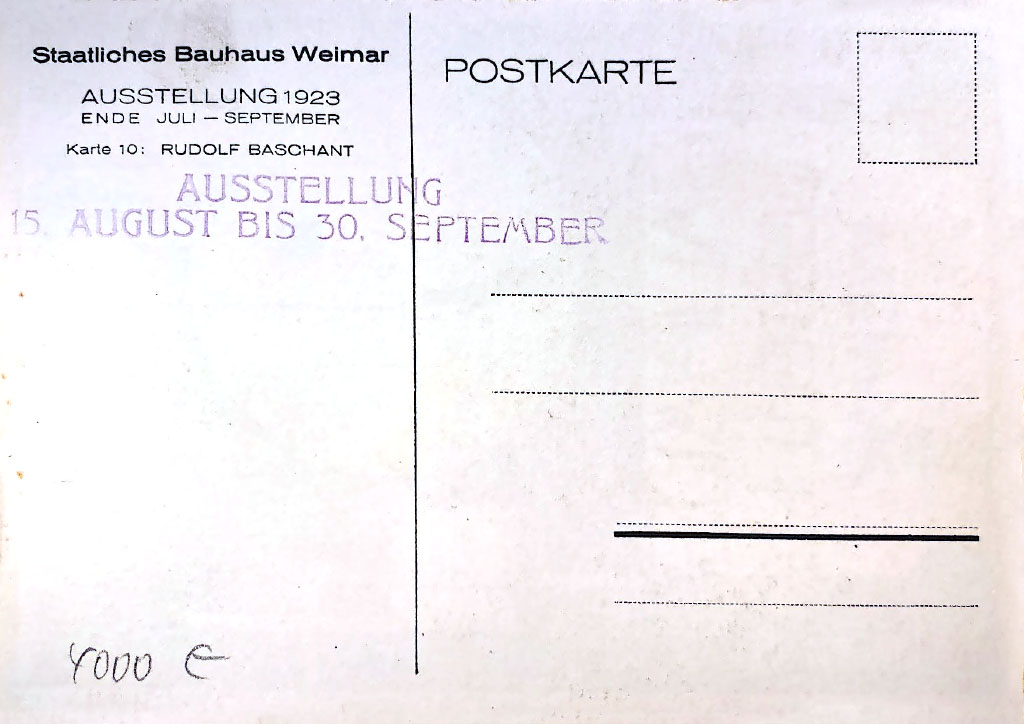 Staatliches Bauhaus Weimar
AUSSTELLUNG 1923
ENDE JULI – SEPTEMBER
Karte 10: RUDOLF BASCHANT
AUSSTELLUNG
15. AUGUST BIS 30. SEPTEMBER
POSTKARTE
4000 €